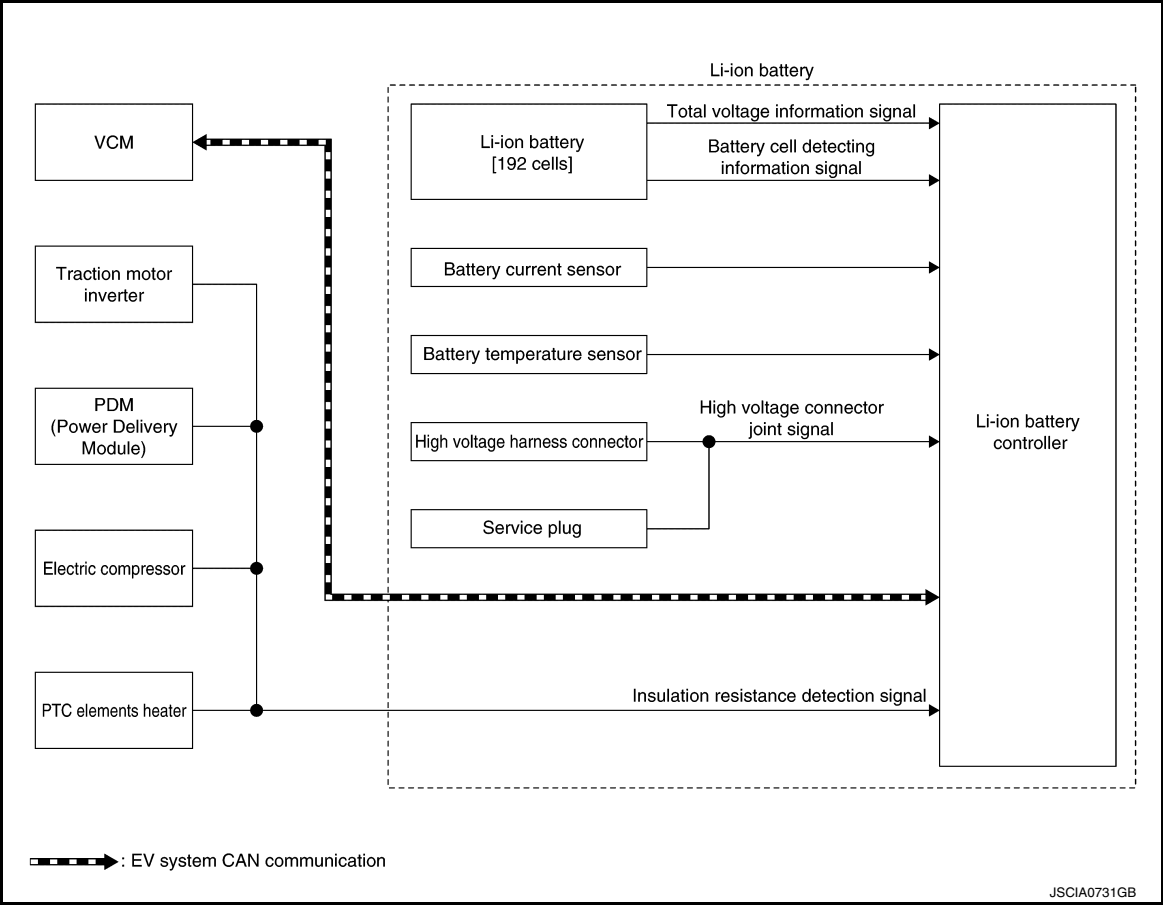 Li-ion battery
VCM
Li-ion battery
[192 cells]
Total voltage information signal
Battery cell detecting
information signal
Traction motor
inverter
Battery current sensor
Battery temperature sensor
PDM
(Power Delivery
Module)
High voltage harness connector
High voltage connector
joint signal
Li-ion battery
controller
Service plug
Electric compressor
PTC elements heater
Insulation resistance detection signal
: EV system CAN communication
JSCIA0731GB